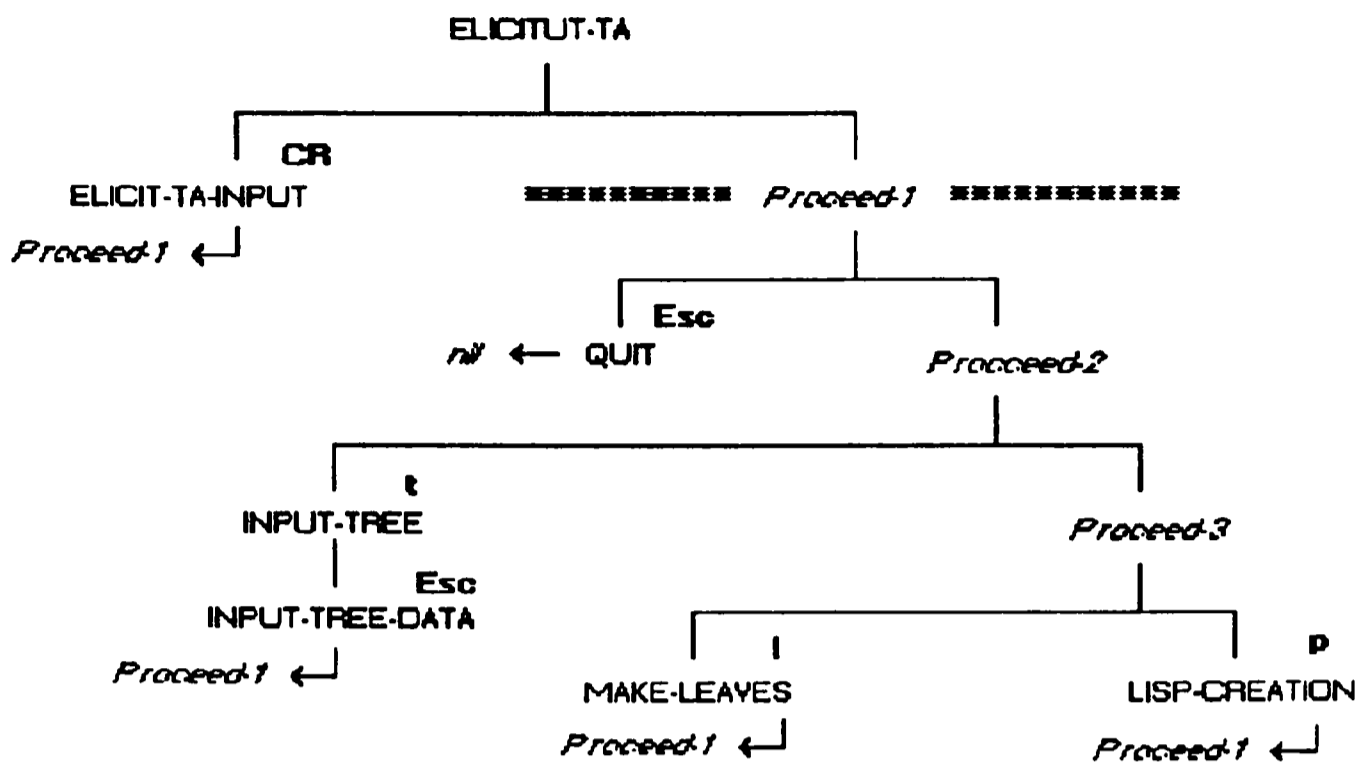 ELICITUT-TA
CR
ELICIT-TA-INPUT
Proceed-1
Proceed-1
Esc
nil QUIT
Procceed-2
t
INPUT-TREE
Proceed-3
Esc
INPUT-TREE-DATA
Proceed-1
l
MAKE-LEAVES
Proceed-1
p
LISP-CREATION
Proceed-1